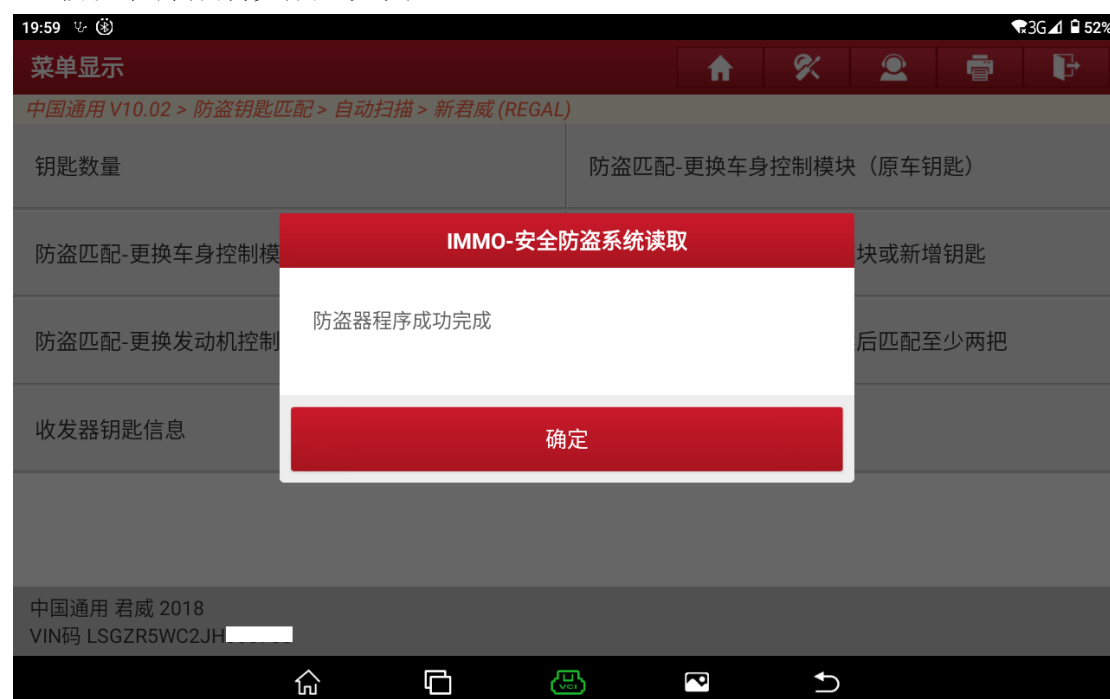 19:59 3G 52%
菜单显示
中国通用 V10.02 > 防盗钥匙匹配 > 自动扫描 > 新君威 (REGAL)
钥匙数量
防盗匹配-更换车身控制模块（原车钥匙）
防盗匹配-更换车身控制模
块或新增钥匙
IMMO-安全防盗系统读取
防盗器程序成功完成
防盗匹配-更换发动机控制
后匹配至少两把
收发器钥匙信息
确定
中国通用 君威 2018
VIN码 LSGZR5WC2JH
VCI